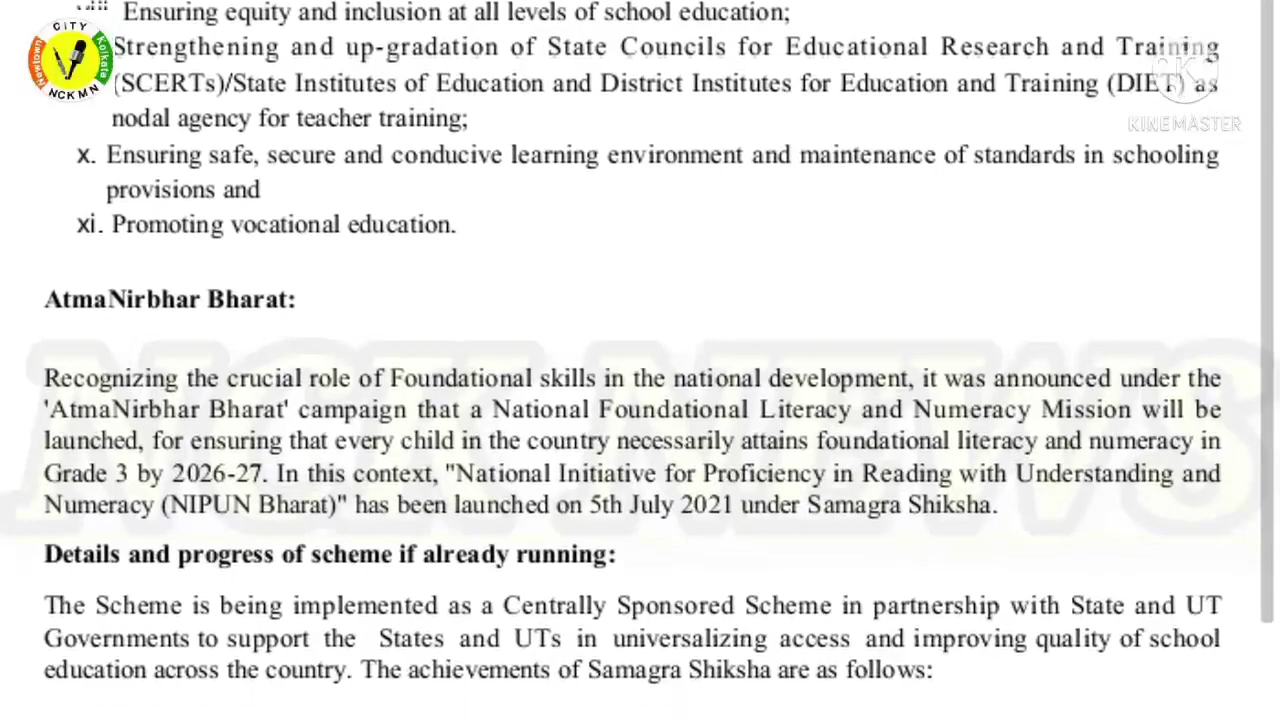 Ensuring equity and inclusion at all levels of school education;
Strengthening and up-gradation of State Councils for Educational Research and Training
(SCERTs)/State Institutes of Education and District Institutes for Education and Training (DIET) as
nodal agency for teacher training;
x. Ensuring safe, secure and conducive learning environment and maintenance of standards in schooling
provisions and
xi. Promoting vocational education.
AtmaNirbhar Bharat:
Recognizing the crucial role of Foundational skills in the national development, it was announced under the
'AtmaNirbhar Bharat' campaign that a National Foundational Literacy and Numeracy Mission will be
launched, for ensuring that every child in the country necessarily attains foundational literacy and numeracy in
Grade 3 by 2026-27. In this context, "National Initiative for Proficiency in Reading with Understanding and
Numeracy (NIPUN Bharat)" has been launched on 5th July 2021 under Samagra Shiksha.
Details and progress of scheme if already running:
The Scheme is being implemented as a Centrally Sponsored Scheme in partnership with State and UT
Governments to support the States and UTs in universalizing access and improving quality of school
education across the country. The achievements of Samagra Shiksha are as follows:
CITY
Newtown
Kolkata
NCKMN
KINEMASTER
NCK NEWS